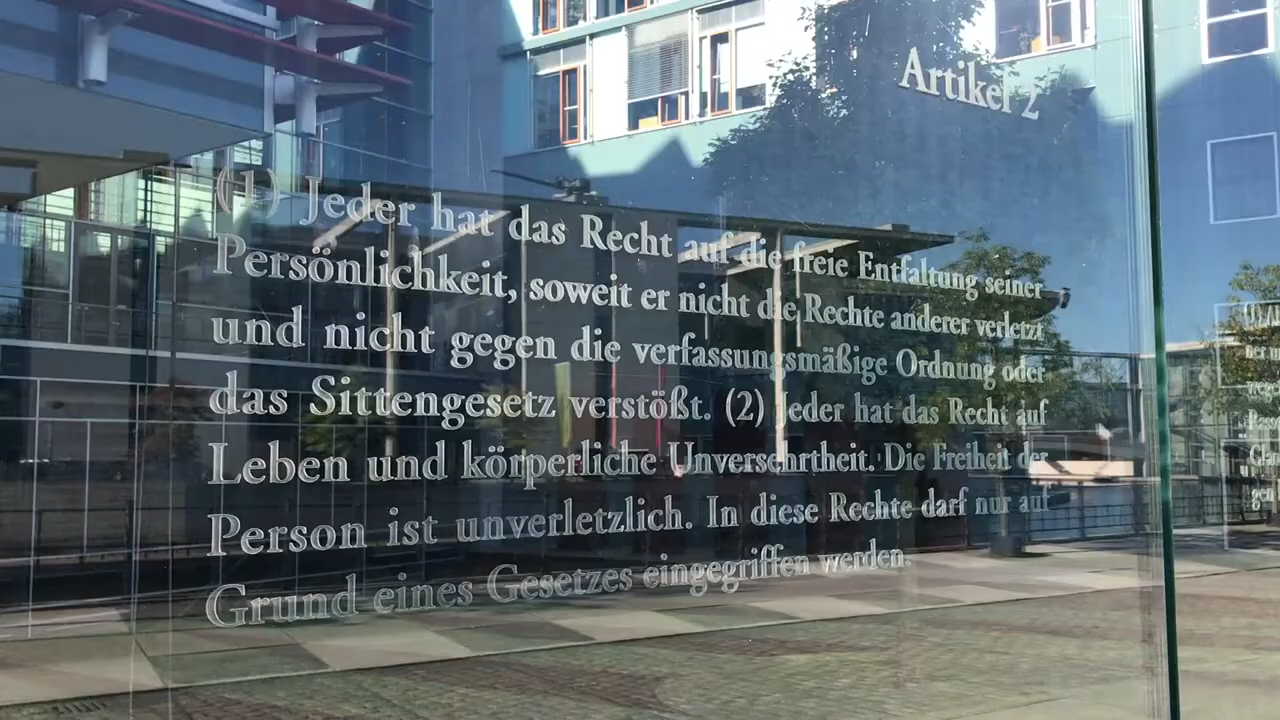 Artikel 2
(1) Jeder hat das Recht auf die freie Entfaltung seiner
Persönlichkeit, soweit er nicht die Rechte anderer verletzt
und nicht gegen die verfassungsmäßige Ordnung oder
das Sittengesetz verstößt. (2) Jeder hat das Recht auf
Leben und körperliche Unversehrtheit. Die Freiheit der
Person ist unverletzlich. In diese Rechte darf nur auf
Grund eines Gesetzes eingegriffen werden.